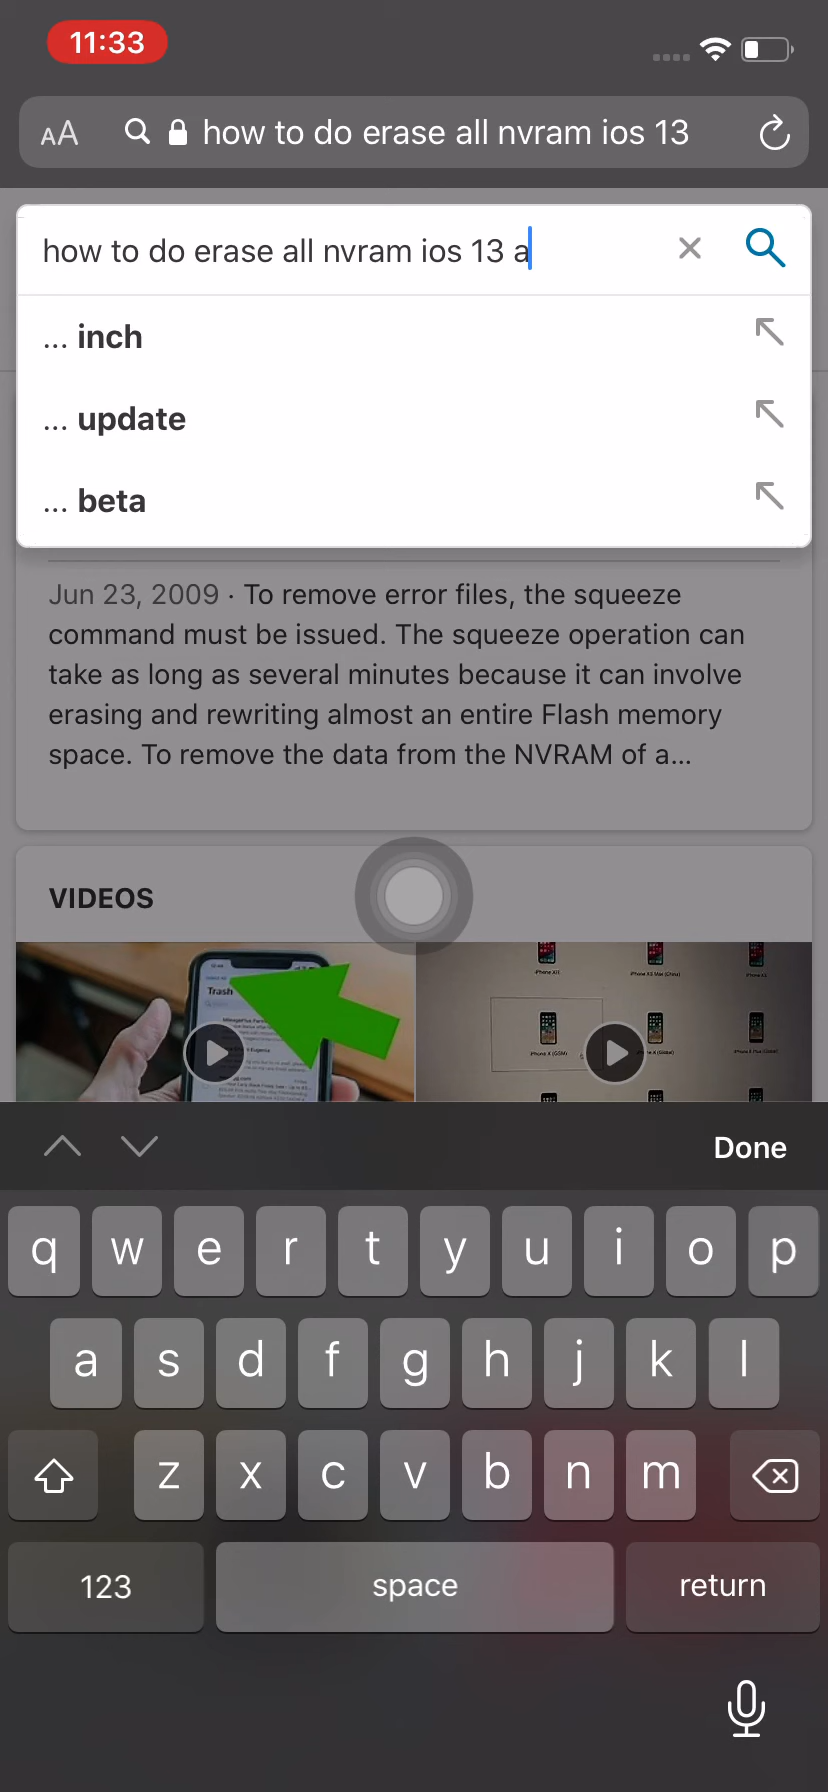 11:33
AA how to do erase all nvram ios 13
how to do erase all nvram ios 13 a
... inch
... update
... beta
Jun 23, 2009 · To remove error files, the squeeze
command must be issued. The squeeze operation can
take as long as several minutes because it can involve
erasing and rewriting almost an entire Flash memory
space. To remove the data from the NVRAM of a...
VIDEOS
Trash
iPhone X (GSM)
Done
q w e r t y u i o p
a s d f g h j k l
z x c v b n m
123 space return